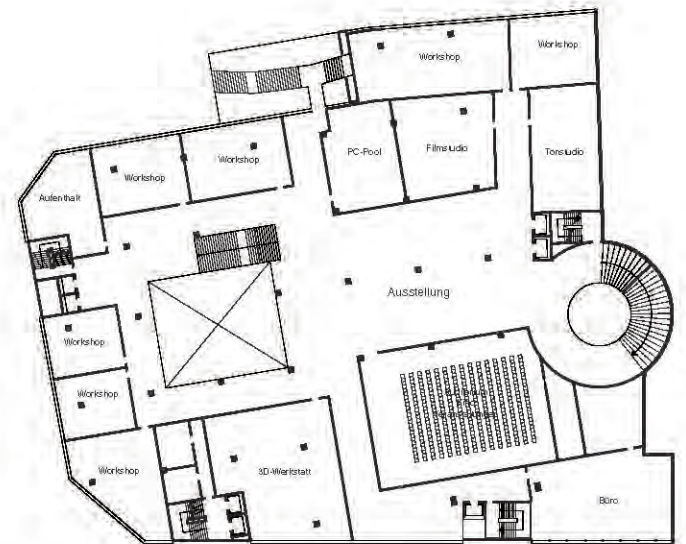 Workshop
Workshop
PC-Pool
Filmstudio
Tonstudio
Workshop
Workshop
Aufenthalt
Ausstellung
Workshop
Workshop
Workshop
3D-Werkstatt
Büro